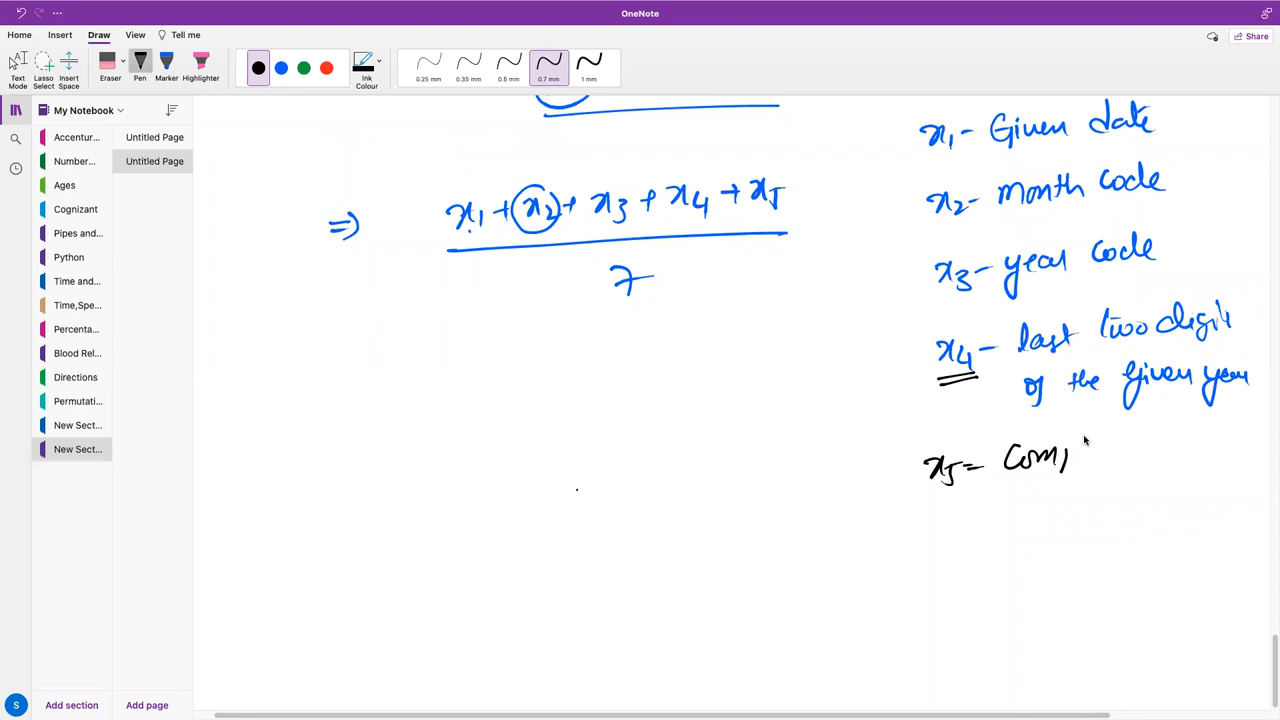 OneNote
Home Insert Draw View Tell me
Share
Text Mode
Lasso Select
Insert Space
Eraser
Pen
Marker
Highlighter
0.25 mm
0.35 mm
0.5 mm
0.7 mm
1 mm
Ink Colour
My Notebook
Accentur...
Number...
Ages
Cognizant
Pipes and...
Python
Time and...
Time,Spe...
Percenta...
Blood Rel...
Directions
Permutati...
New Sect...
New Sect...
Untitled Page
Untitled Page
⇒ x1 + x2 + x3 + x4 + x5
7
x1 - Given date
x2 - Month code
x3 - year code
x4 - last two digits
of the Given year
x5 = Com
S
Add section
Add page